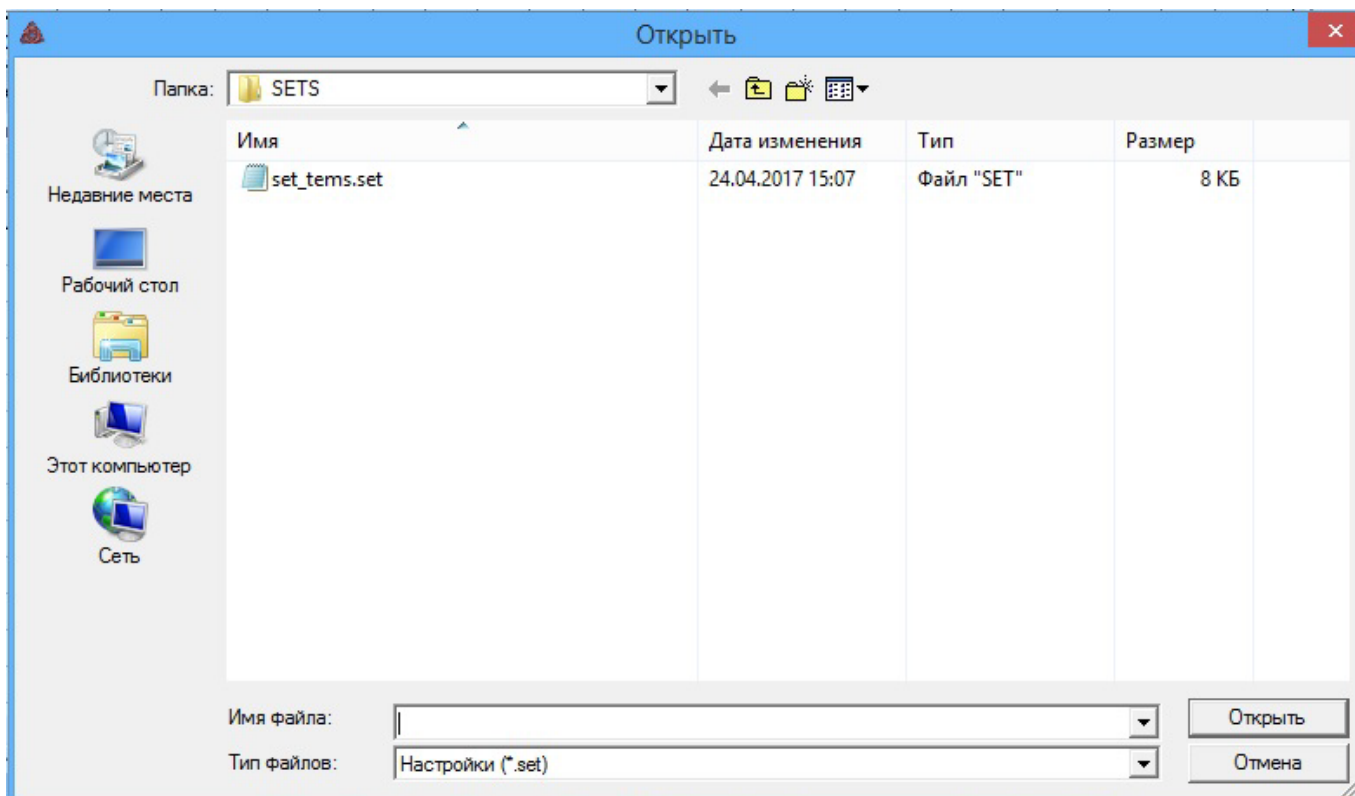 Открыть
Папка: SETS
Имя Дата изменения Тип Размер
set_tems.set 24.04.2017 15:07 Файл "SET" 8 КБ
Недавние места
Рабочий стол
Библиотеки
Этот компьютер
Сеть
Имя файла: Открыть
Тип файлов: Настройки (*.set) Отмена